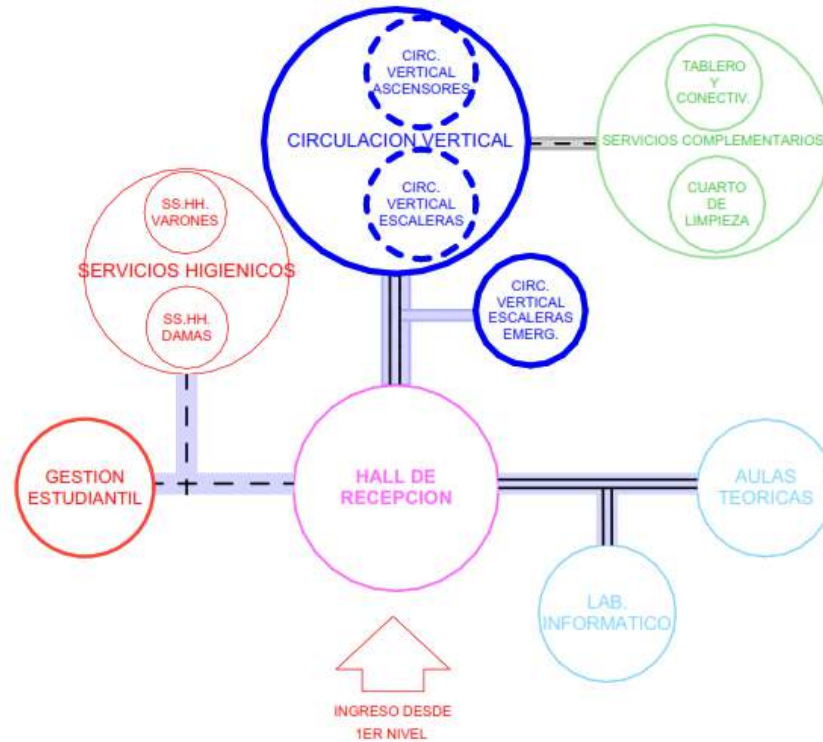 CIRC.
VERTICAL
ASCENSORES
CIRCULACION VERTICAL
CIRC.
VERTICAL
ESCALERAS
TABLERO
Y
CONECTIV.
SERVICIOS COMPLEMENTARIOS
CUARTO
DE
LIMPIEZA
SS.HH.
VARONES
SERVICIOS HIGIENICOS
SS.HH.
DAMAS
CIRC.
VERTICAL
ESCALERAS
EMERG.
GESTION
ESTUDIANTIL
HALL DE
RECEPCION
AULAS
TEORICAS
LAB.
INFORMATICO
INGRESO DESDE
1ER NIVEL